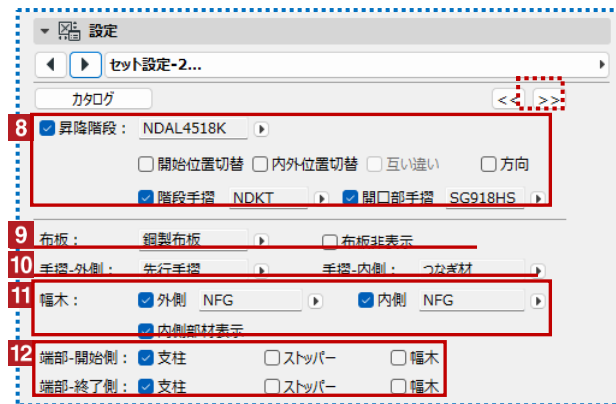 設定
セット設定-2...
カタログ << >>
8 昇降階段： NDAL4518K
開始位置切替 内外位置切替 互い違い 方向
階段手摺 NDKT 開口部手摺 SG918HS
9 布板： 鋼製布板 布板非表示
10 手摺-外側： 先行手摺 手摺-内側： つなぎ材
11 幅木： 外側 NFG 内側 NFG
内側部材表示
12 端部-開始側： 支柱 ストッパー 幅木
端部-終了側： 支柱 ストッパー 幅木